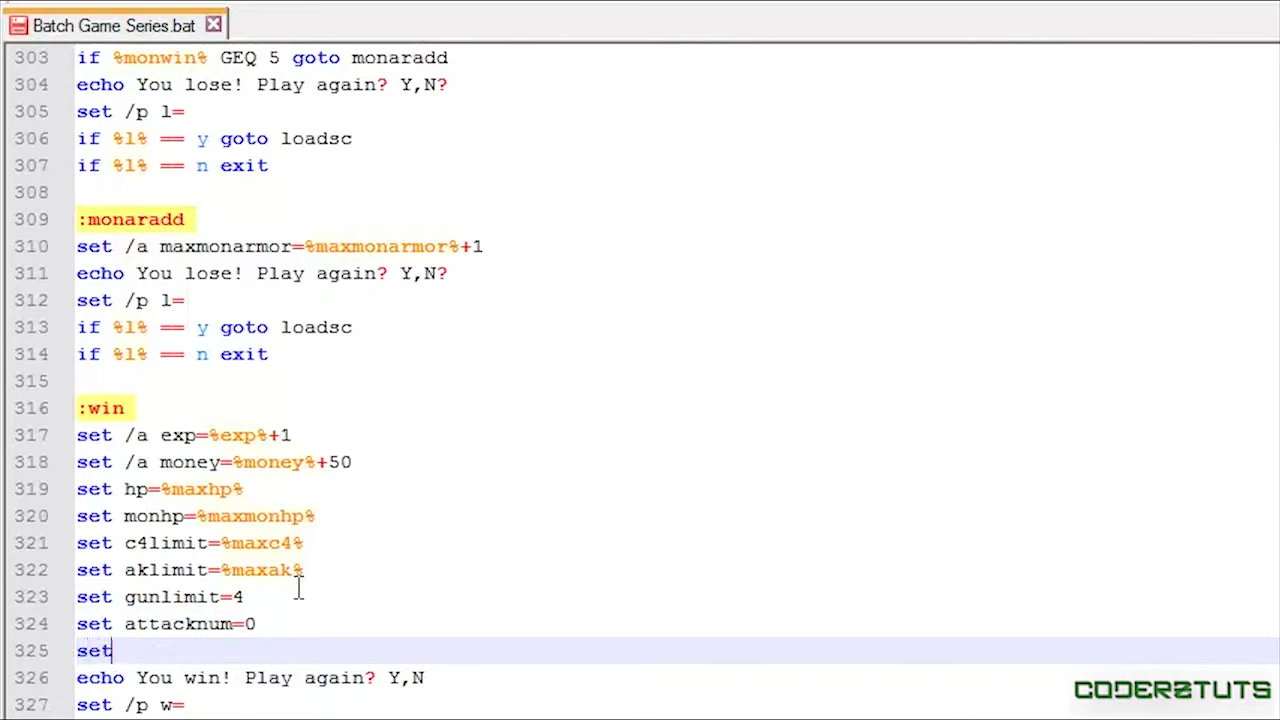 Batch Game Series.bat
303 if %monwin% GEQ 5 goto monaradd
304 echo You lose! Play again? Y,N?
305 set /p l=
306 if %l% == y goto loadsc
307 if %l% == n exit
308
309 :monaradd
310 set /a maxmonarmor=%maxmonarmor%+1
311 echo You lose! Play again? Y,N?
312 set /p l=
313 if %l% == y goto loadsc
314 if %l% == n exit
315
316 :win
317 set /a exp=%exp%+1
318 set /a money=%money%+50
319 set hp=%maxhp%
320 set monhp=%maxmonhp%
321 set c4limit=%maxc4%
322 set aklimit=%maxak%
323 set gunlimit=4
324 set attacknum=0
325 set
326 echo You win! Play again? Y,N
327 set /p w=
CODERZTUTS